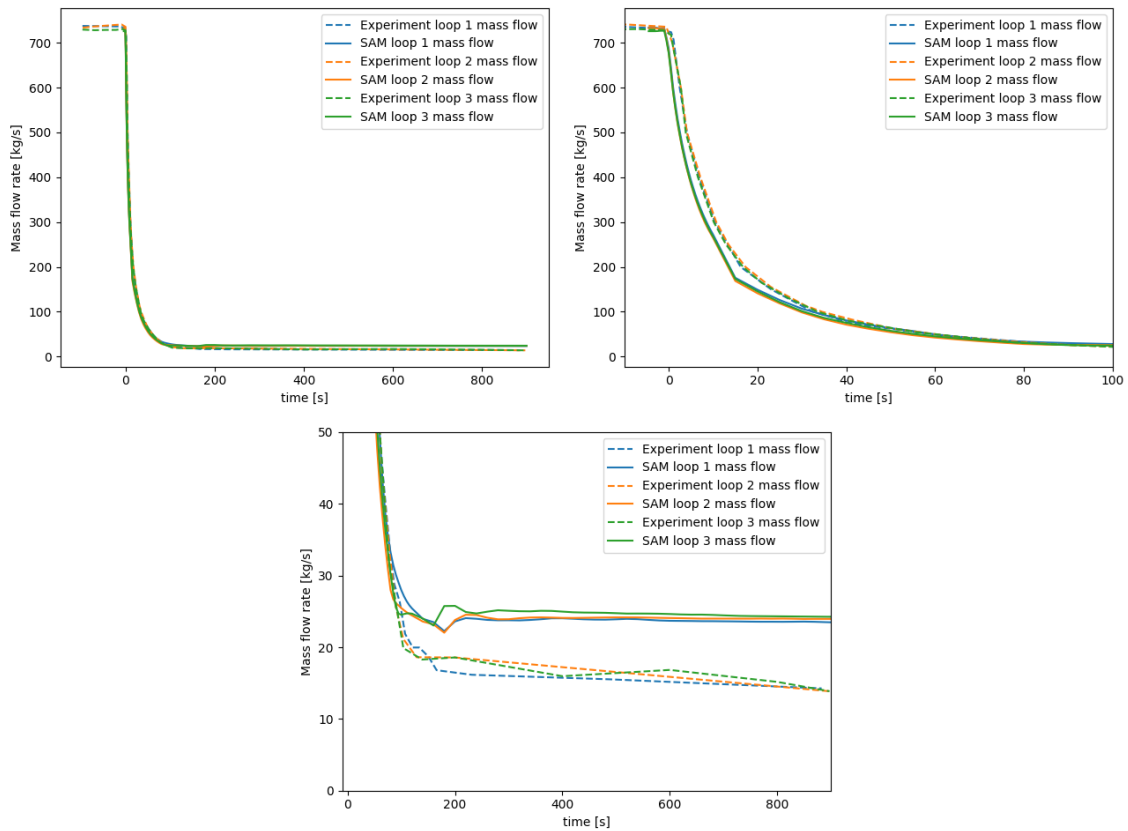 Mass flow rate [kg/s]
700
600
500
400
300
200
100
0
0
200
400
600
800
time [s]
Experiment loop 1 mass flow
SAM loop 1 mass flow
Experiment loop 2 mass flow
SAM loop 2 mass flow
Experiment loop 3 mass flow
SAM loop 3 mass flow
Mass flow rate [kg/s]
700
600
500
400
300
200
100
0
0
20
40
60
80
100
time [s]
Experiment loop 1 mass flow
SAM loop 1 mass flow
Experiment loop 2 mass flow
SAM loop 2 mass flow
Experiment loop 3 mass flow
SAM loop 3 mass flow
Mass flow rate [kg/s]
50
40
30
20
10
0
0
200
400
600
800
time [s]
Experiment loop 1 mass flow
SAM loop 1 mass flow
Experiment loop 2 mass flow
SAM loop 2 mass flow
Experiment loop 3 mass flow
SAM loop 3 mass flow